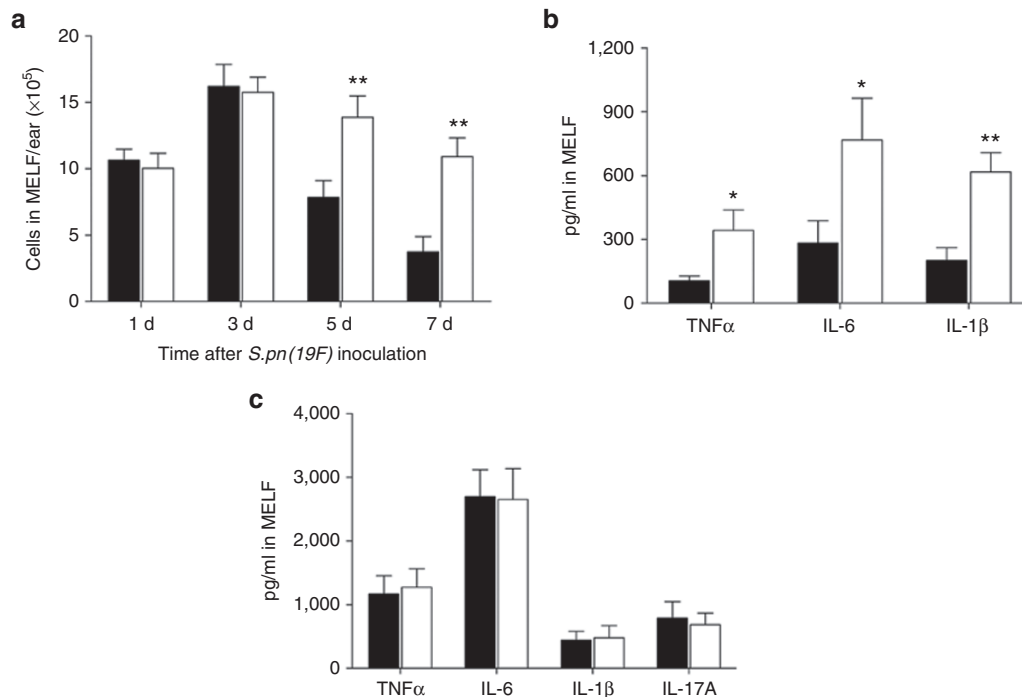 a
Cells in MELF/ear (×10⁵)
20
15
10
5
0
** **
1 d 3 d 5 d 7 d
Time after S.pn(19F) inoculation
b
pg/ml in MELF
1,200
900
600
300
0
* * **
TNFα IL-6 IL-1β
c
pg/ml in MELF
4,000
3,000
2,000
1,000
0
TNFα IL-6 IL-1β IL-17A